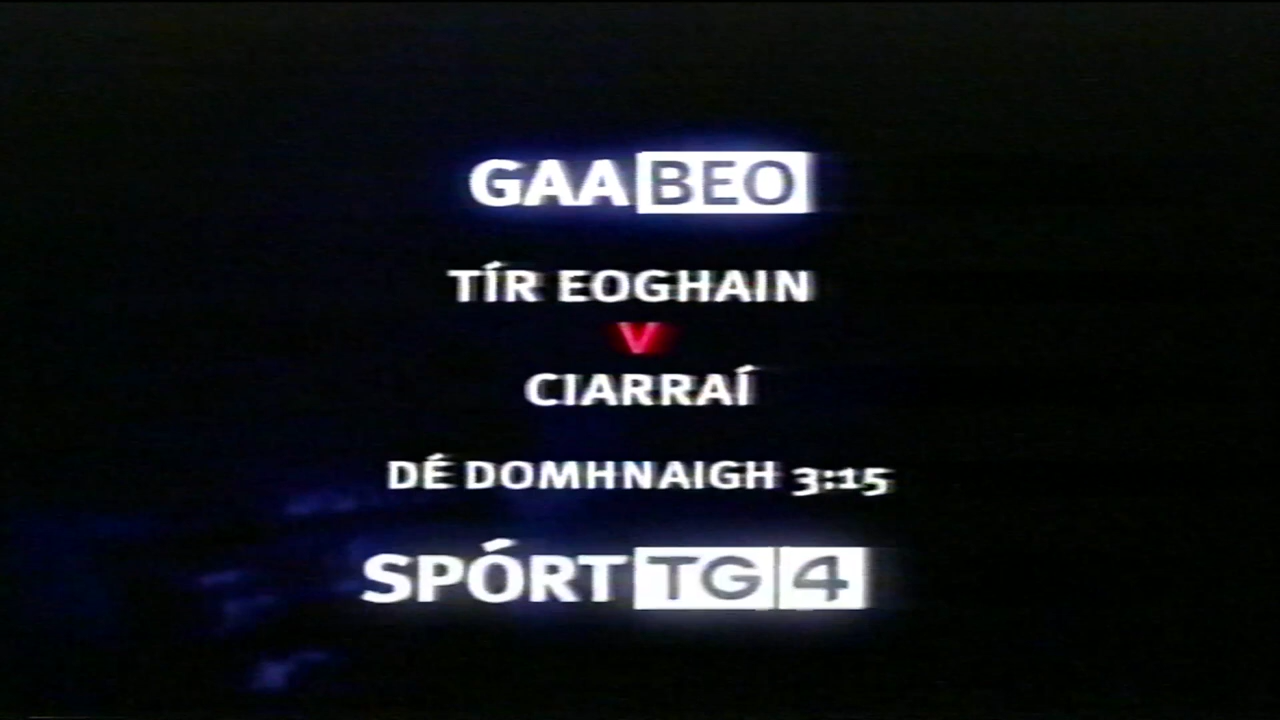 GAA BEO
TÍR EOGHAIN
V
CIARRAÍ
DÉ DOMHNAIGH 3:15
SPÓRT TG4